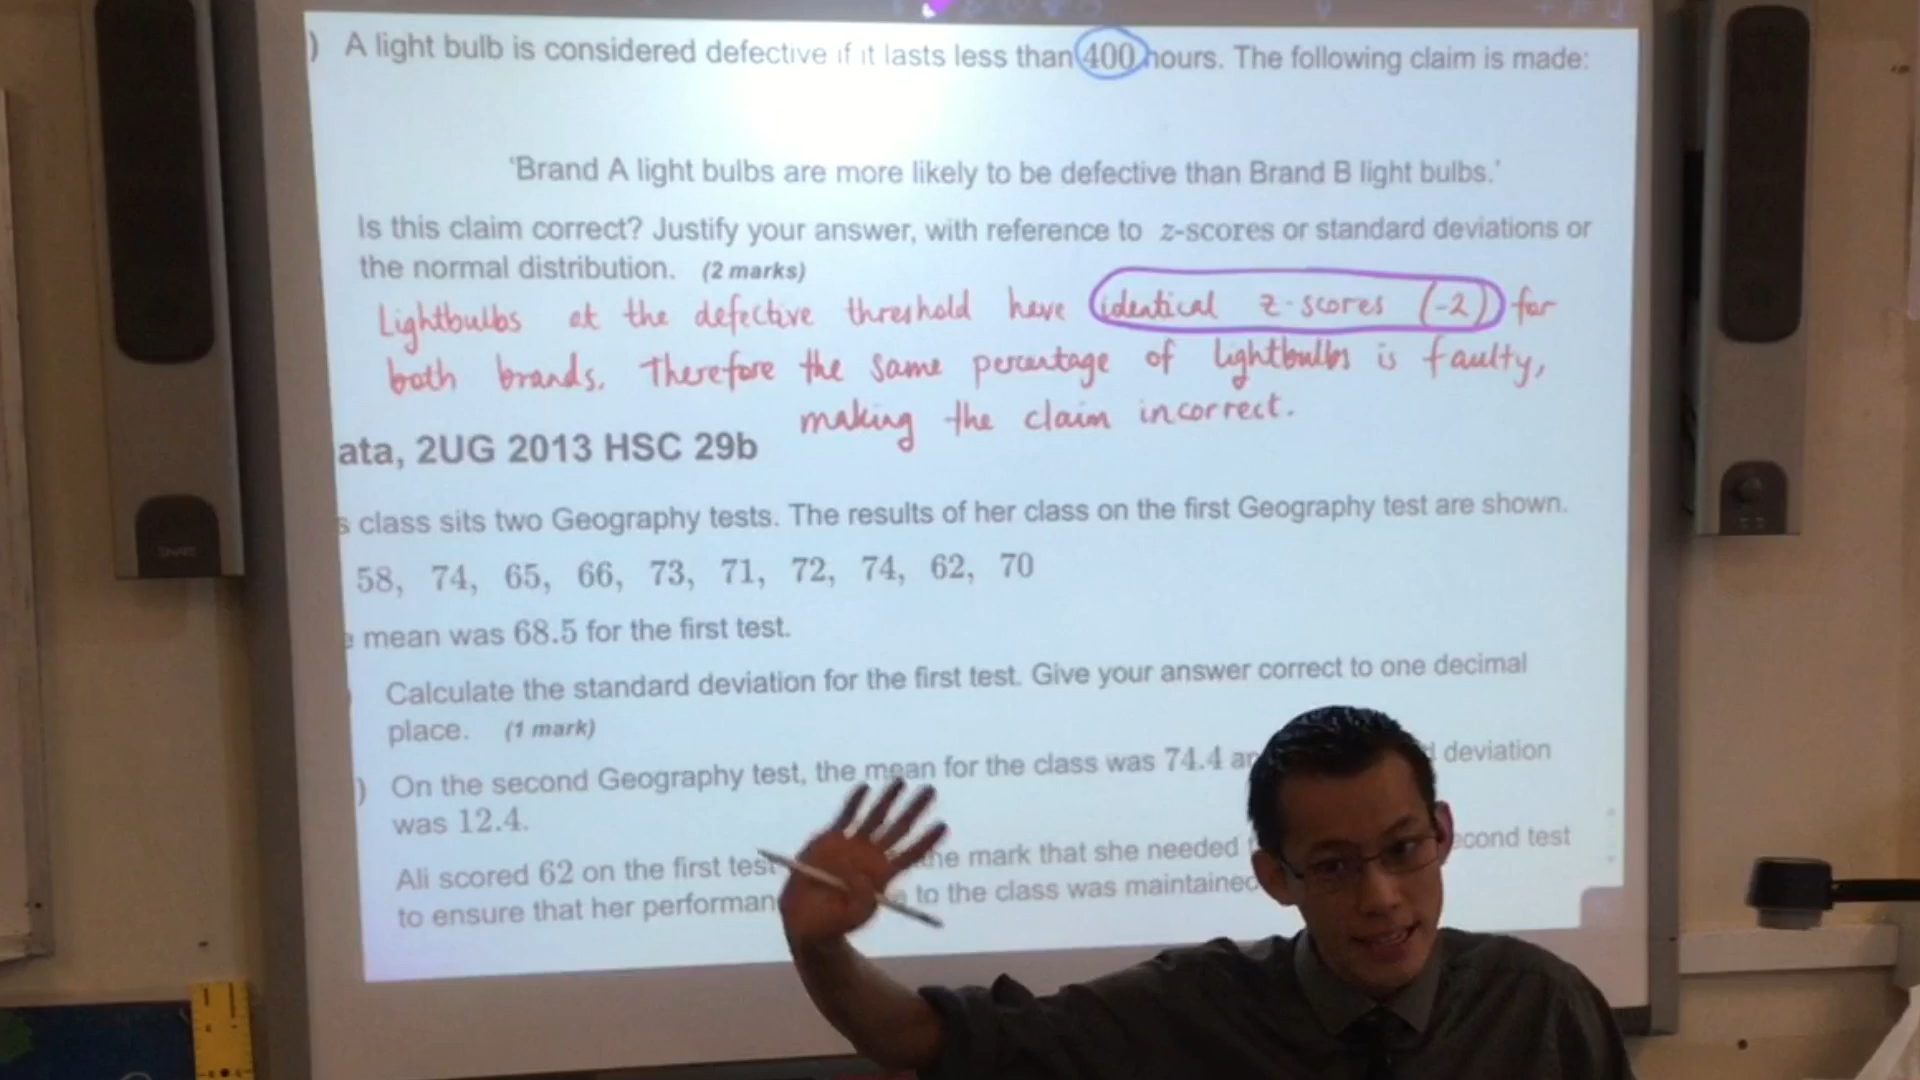 ) A light bulb is considered defective if it lasts less than 400 hours. The following claim is made:
‘Brand A light bulbs are more likely to be defective than Brand B light bulbs.’
Is this claim correct? Justify your answer, with reference to z-scores or standard deviations or
the normal distribution. (2 marks)
Lightbulbs at the defective threshold have identical z-scores (-2) for
both brands. Therefore the same percentage of lightbulbs is faulty,
making the claim incorrect.
ata, 2UG 2013 HSC 29b
s class sits two Geography tests. The results of her class on the first Geography test are shown.
58, 74, 65, 66, 73, 71, 72, 74, 62, 70
e mean was 68.5 for the first test.
Calculate the standard deviation for the first test. Give your answer correct to one decimal
place. (1 mark)
) On the second Geography test, the mean for the class was 74.4 deviation
was 12.4.
Ali scored 62 on the first test the mark that she needed second test
to ensure that her to the class was maintained
SMART